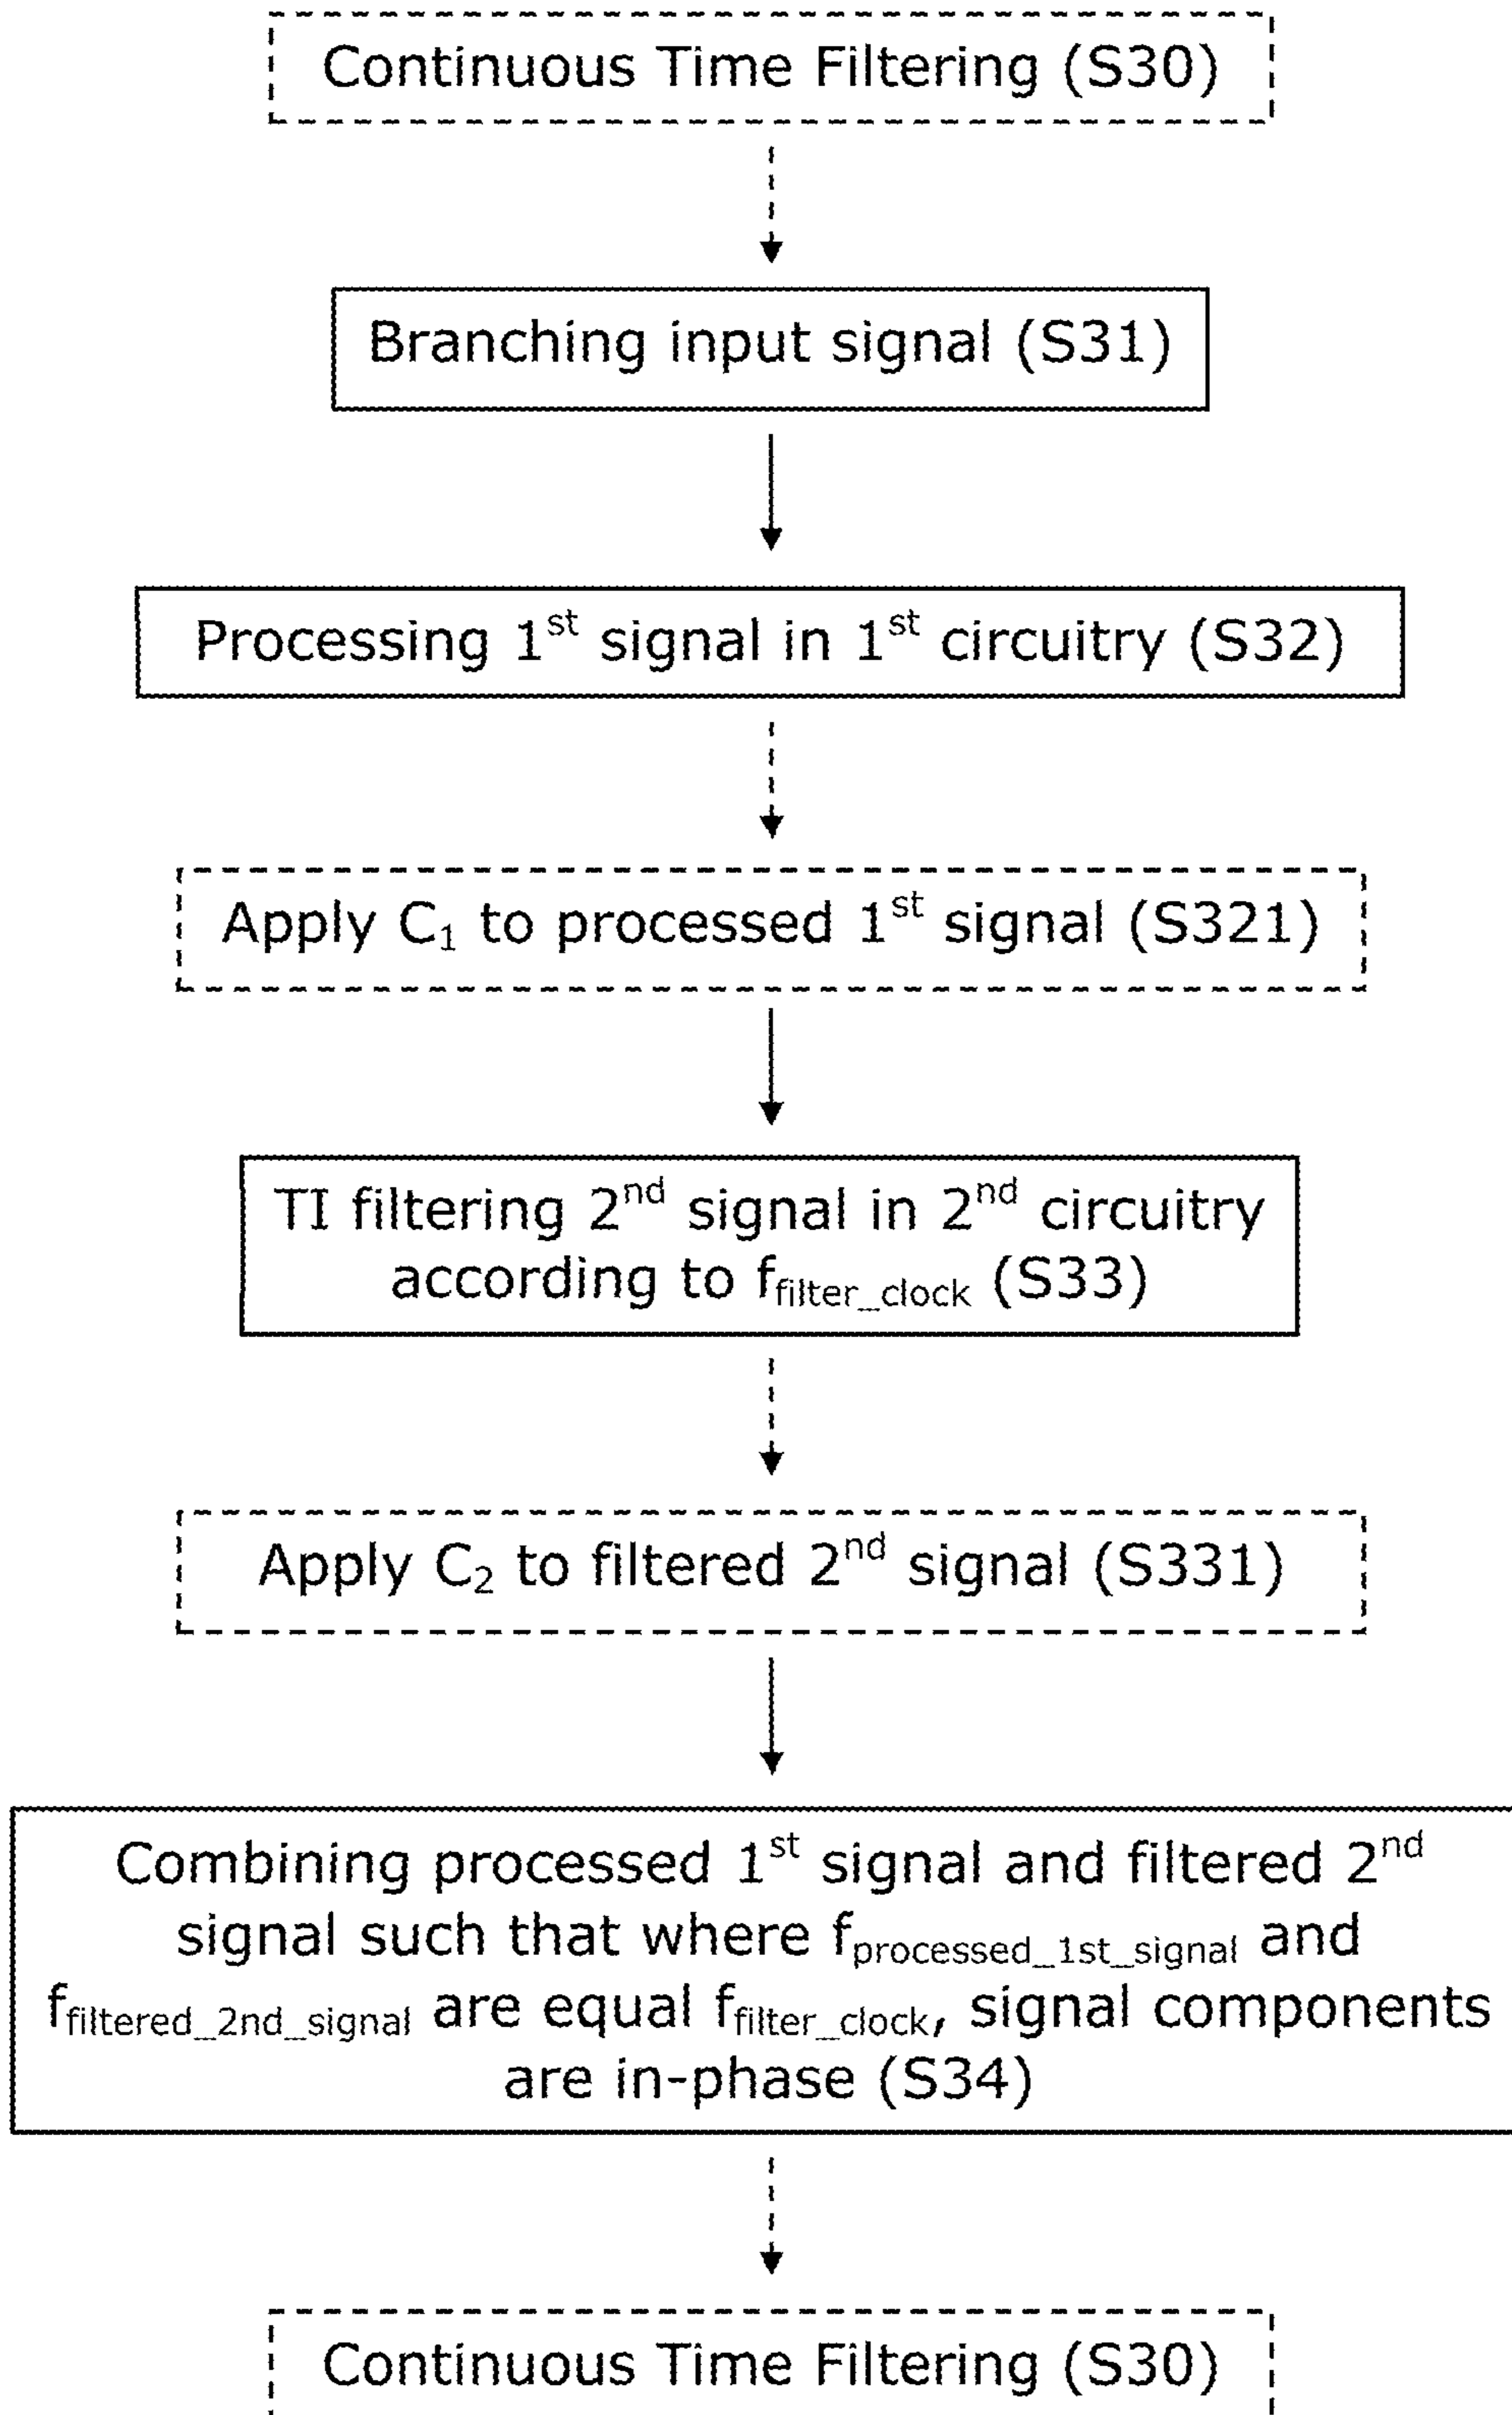 Continuous Time Filtering (S30)
Branching input signal (S31)
Processing 1st signal in 1st circuitry (S32)
Apply C1 to processed 1st signal (S321)
TI filtering 2nd signal in 2nd circuitry
according to ffilter_clock (S33)
Apply C2 to filtered 2nd signal (S331)
Combining processed 1st signal and filtered 2nd
signal such that where fprocessed_1st_signal and
ffiltered_2nd_signal are equal ffilter_clock, signal components
are in-phase (S34)
Continuous Time Filtering (S30)